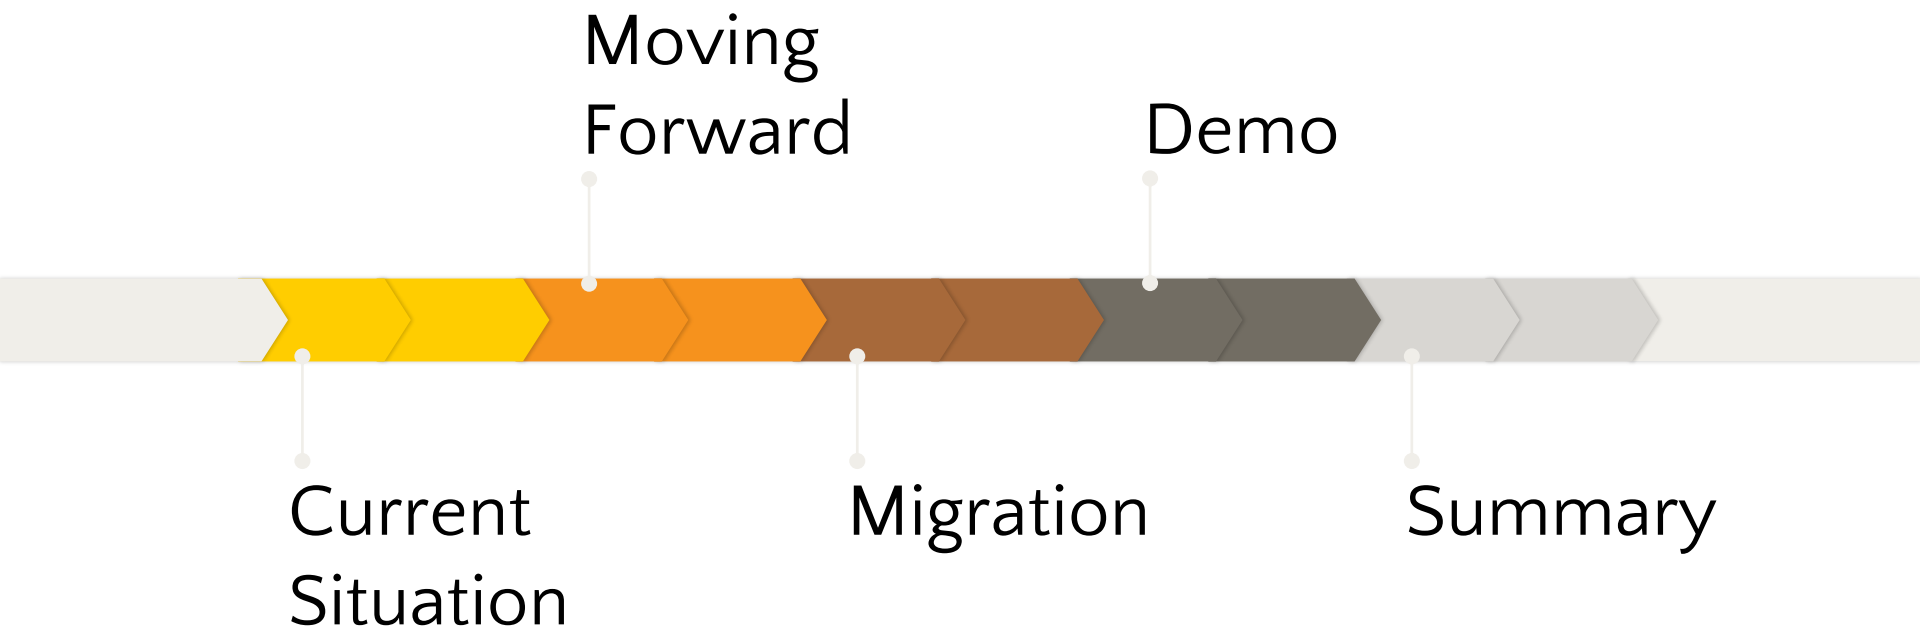 Moving
Forward
Demo
Current
Situation
Migration
Summary